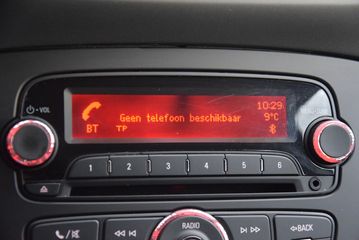 VOL
10:29
Geen telefoon beschikbaar 9°C
BT TP
1 2 3 4 5 6
RADIO
BACK